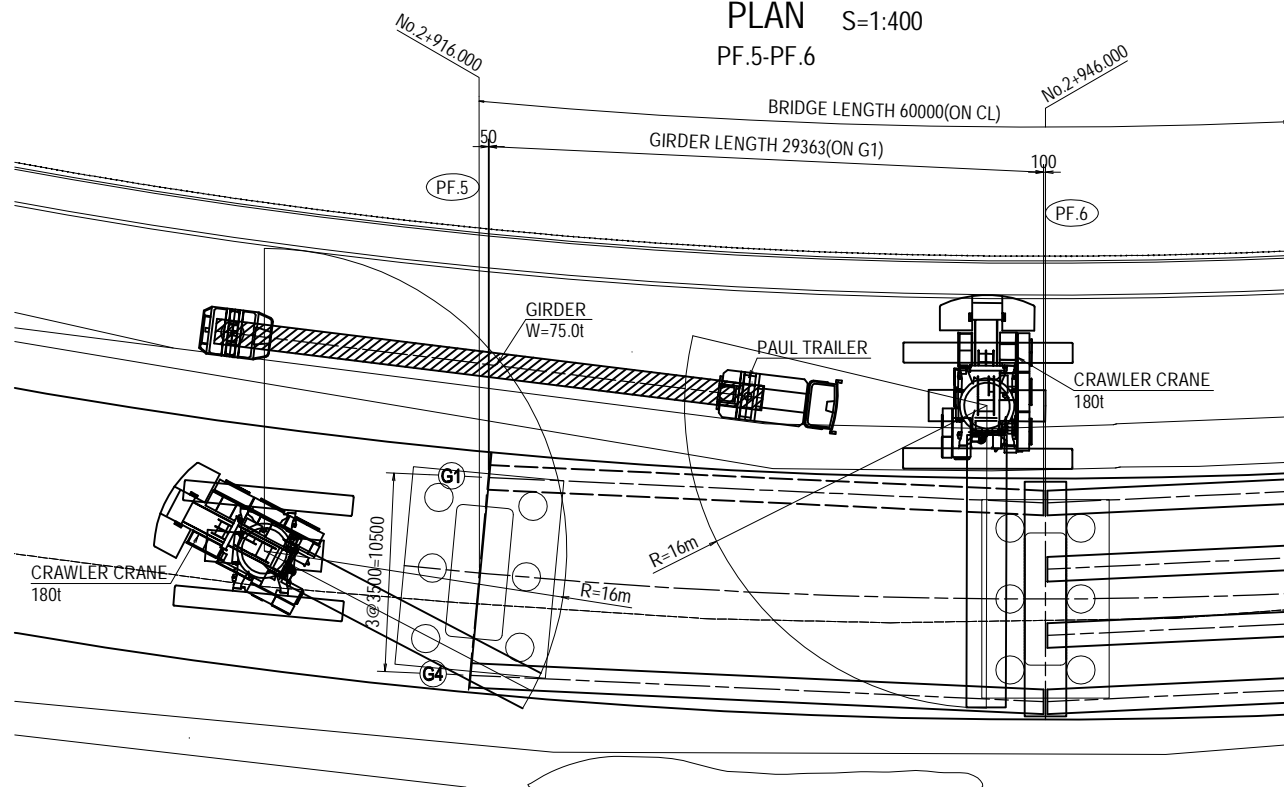 PLAN S=1:400
PF.5-PF.6
No.2+916.000
No.2+946.000
BRIDGE LENGTH 60000(ON CL)
50
GIRDER LENGTH 29363(ON G1)
100
PF.5
PF.6
GIRDER
W=75.0t
PAUL TRAILER
CRAWLER CRANE
180t
G1
3@3500=10500
R=16m
CRAWLER CRANE
180t
R=16m
G4